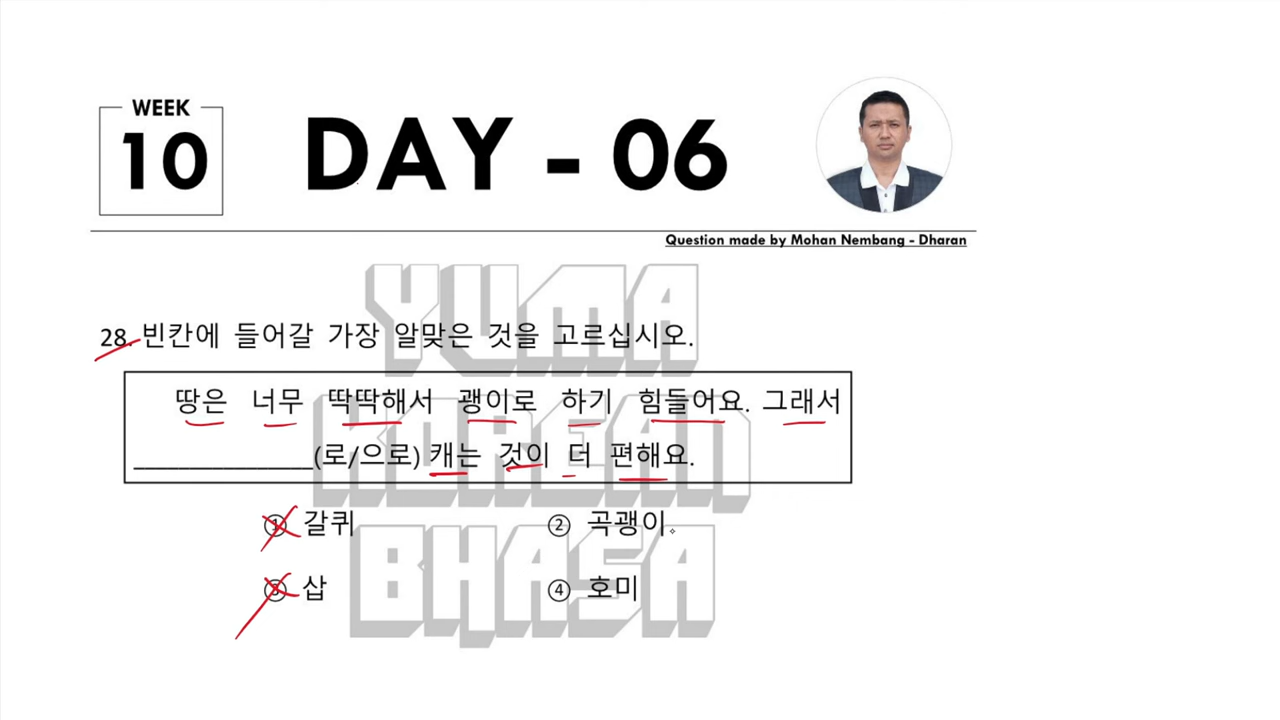 WEEK
10
DAY - 06
Question made by Mohan Nembang - Dharan
YUMA
KOREAN
BHASA
28. 빈칸에 들어갈 가장 알맞은 것을 고르십시오.
땅은 너무 딱딱해서 괭이로 하기 힘들어요. 그래서
______________(로/으로) 캐는 것이 더 편해요.
① 갈퀴 ② 곡괭이。
③ 삽 ④ 호미